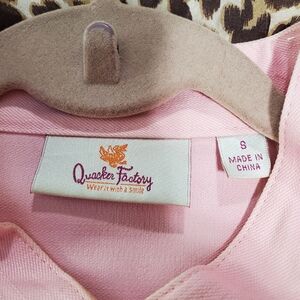 Quacker Factory
Wear it with a Smile
S
MADE IN
CHINA